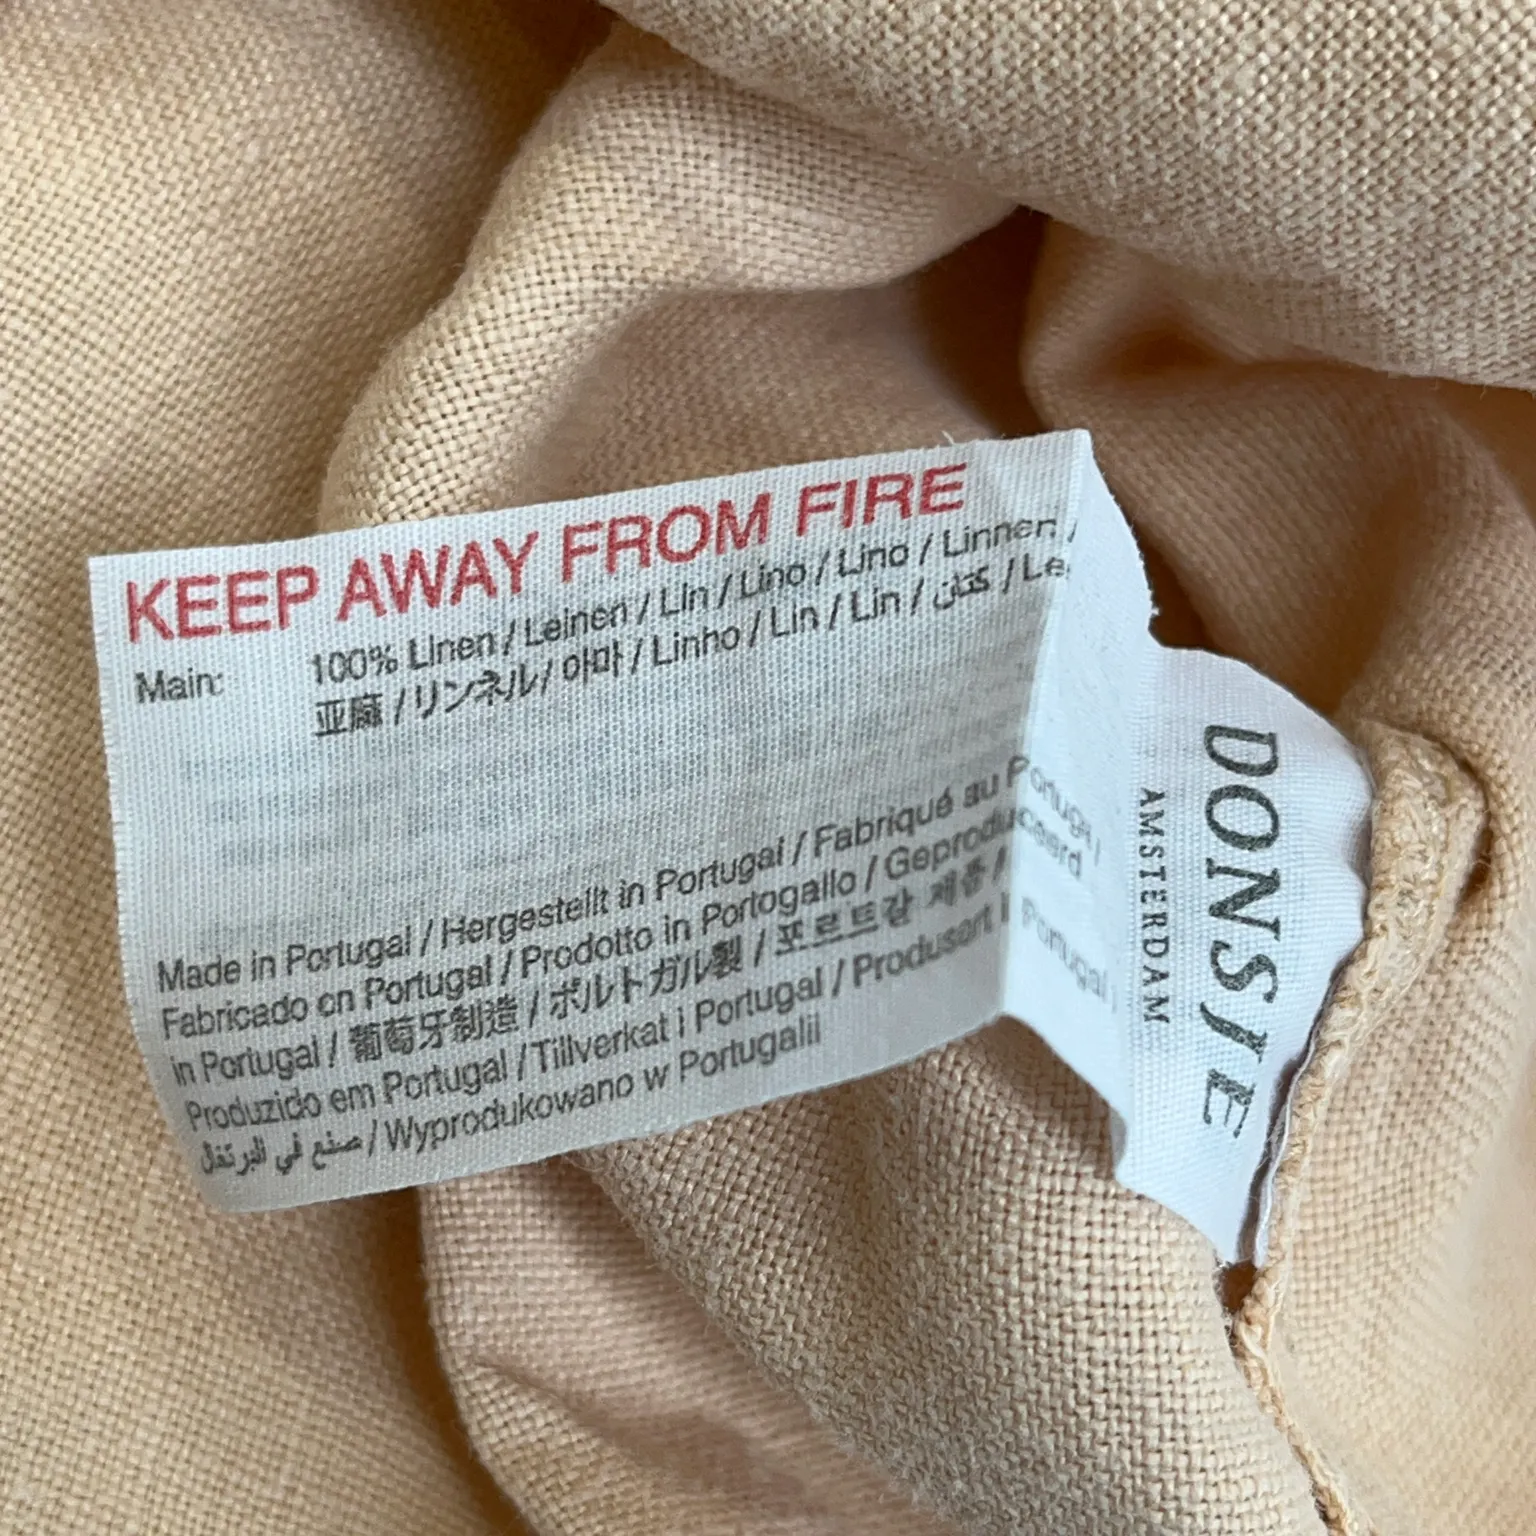 KEEP AWAY FROM FIRE
Main: 100% Linen / Leinen / Lin / Lino / Lino / Linnen /
亚麻 / リンネル / 아마 / Linho / Lin / Lin / كتان /
Made in Portugal / Hergestellt in Portugal / Fabriqué au Portugal /
Fabricado en Portugal / Prodotto in Portogallo / Geproduceerd
in Portugal / 葡萄牙制造 / ポルトガル製 / 포르트갈 제품 /
Produzido em Portugal / Tillverkat i Portugal / Produsert i Portugal /
صنع في البرتغال / Wyprodukowano w Portugalii
DONSJE
AMSTERDAM